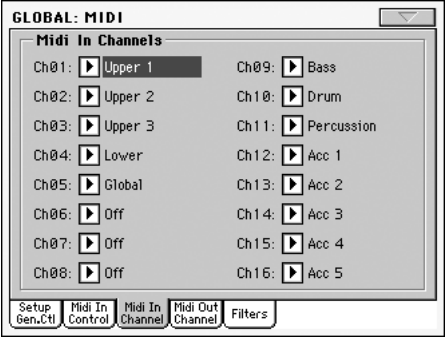 GLOBAL: MIDI
Midi In Channels
Ch01: Upper 1
Ch02: Upper 2
Ch03: Upper 3
Ch04: Lower
Ch05: Global
Ch06: Off
Ch07: Off
Ch08: Off
Ch09: Bass
Ch10: Drum
Ch11: Percussion
Ch12: Acc 1
Ch13: Acc 2
Ch14: Acc 3
Ch15: Acc 4
Ch16: Acc 5
Setup
Gen.Ctl
Midi In
Control
Midi In
Channel
Midi Out
Channel
Filters